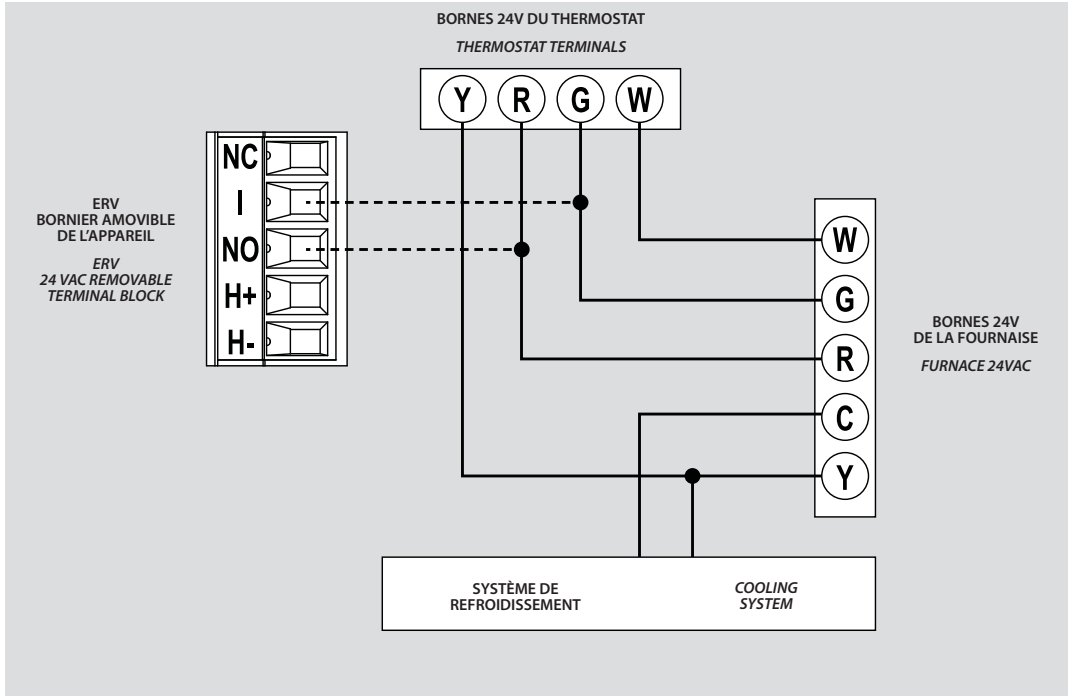 BORNES 24V DU THERMOSTAT
THERMOSTAT TERMINALS
Y R G W
NC
I
NO
H+
H-
ERV
BORNIER AMOVIBLE
DE L'APPAREIL
ERV
24 VAC REMOVABLE
TERMINAL BLOCK
W
G
R
C
Y
BORNES 24V
DE LA FOURNAISE
FURNACE 24VAC
SYSTÈME DE
REFROIDISSEMENT
COOLING
SYSTEM